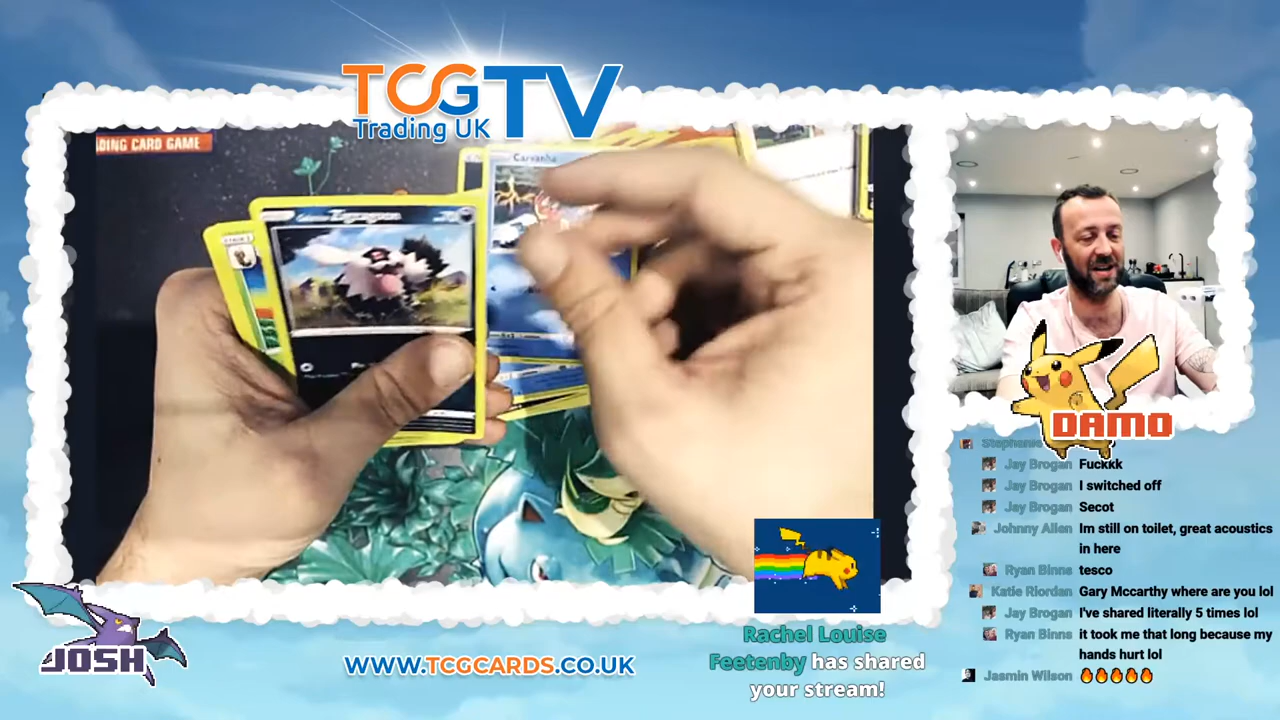 TCG TV
Trading UK
ADING CARD GAME
Carvanha
Zigzagoon
STAGE 1
DAMO
Stephanie
Jay Brogan Fuckkk
Jay Brogan I switched off
Jay Brogan Secot
Johnny Allen Im still on toilet, great acoustics
in here
Ryan Binns tesco
Katie Riordan Gary Mccarthy where are you lol
Jay Brogan I've shared literally 5 times lol
Ryan Binns it took me that long because my
hands hurt lol
Jasmin Wilson 🔥🔥🔥🔥🔥
JOSH
WWW.TCGCARDS.CO.UK
Rachel Louise
Feetenby has shared
your stream!